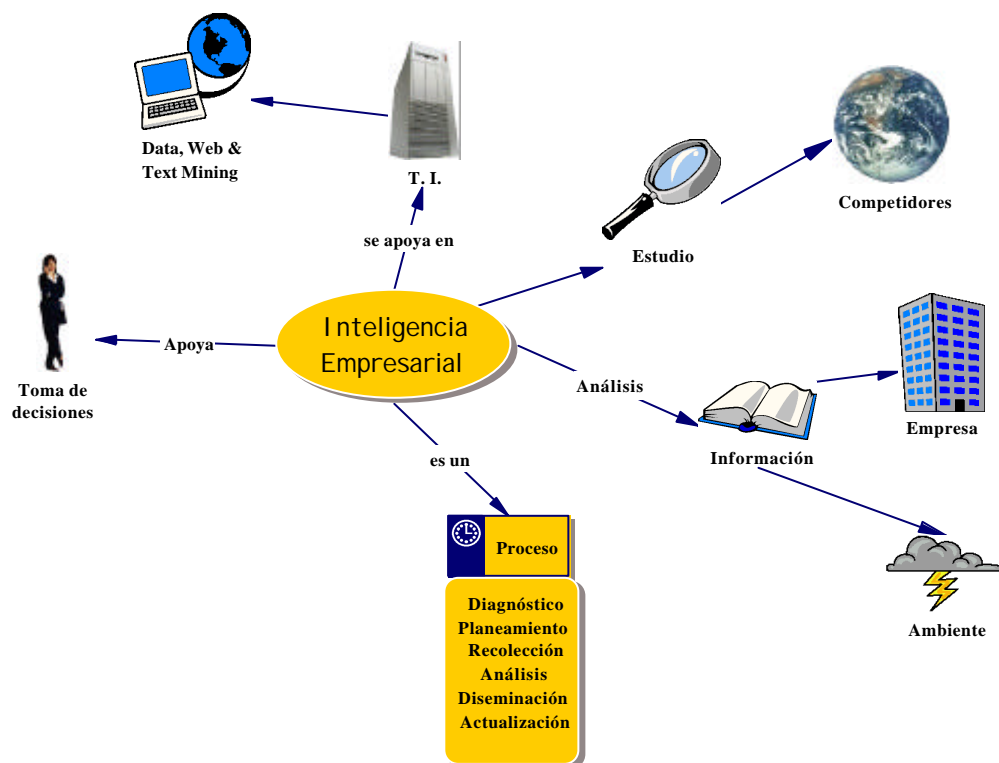 Data, Web &
Text Mining
T. I.
Competidores
se apoya en
Estudio
Inteligencia
Empresarial
Apoya
Toma de
decisiones
Análisis
Empresa
Información
es un
Proceso
Diagnóstico
Planeamiento
Recolección
Análisis
Diseminación
Actualización
Ambiente